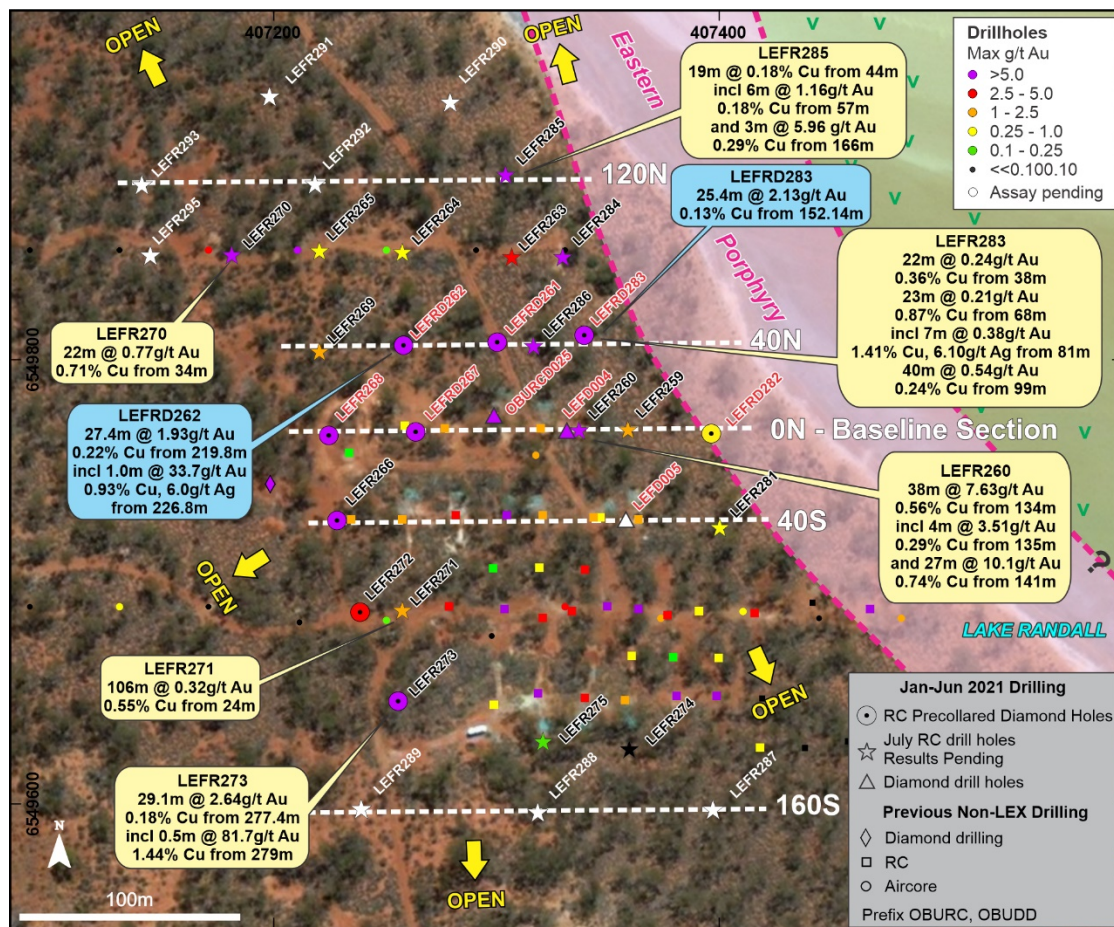 407200
407400
OPEN
OPEN
LEFR291
LEFR290
Eastern
Porphyry
LEFR285
19m @ 0.18% Cu from 44m
incl 6m @ 1.16g/t Au
0.18% Cu from 57m
and 3m @ 5.96 g/t Au
0.29% Cu from 166m
Drillholes
Max g/t Au
>5.0
2.5 - 5.0
1 - 2.5
0.25 - 1.0
0.1 - 0.25
<<0.100.10
Assay pending
v
v
v
v
v
v
LEFR293
LEFR292
LEFR285
120N
LEFRD283
25.4m @ 2.13g/t Au
0.13% Cu from 152.14m
LEFR295
LEFR270
LEFR265
LEFR264
LEFR263
LEFR284
LEFR283
22m @ 0.24g/t Au
0.36% Cu from 38m
23m @ 0.21g/t Au
0.87% Cu from 68m
incl 7m @ 0.38g/t Au
1.41% Cu, 6.10g/t Ag from 81m
40m @ 0.54g/t Au
0.24% Cu from 99m
LEFR270
22m @ 0.77g/t Au
0.71% Cu from 34m
LEFR269
LEFRD262
LEFRD261
LEFR286
LEFRD283
40N
6549800
LEFRD262
27.4m @ 1.93g/t Au
0.22% Cu from 219.8m
incl 1.0m @ 33.7g/t Au
0.93% Cu, 6.0g/t Ag
from 226.8m
LEFR268
LEFRD267
OBURCD025
LEFD004
LEFR260
LEFR259
LEFRD282
0N - Baseline Section
LEFR260
38m @ 7.63g/t Au
0.56% Cu from 134m
incl 4m @ 3.51g/t Au
0.29% Cu from 135m
and 27m @ 10.1g/t Au
0.74% Cu from 141m
LEFR266
LEFD005
LEFR281
40S
?
OPEN
LEFR272
LEFR271
LAKE RANDALL
LEFR271
106m @ 0.32g/t Au
0.55% Cu from 24m
LEFR273
LEFR275
LEFR274
OPEN
LEFR273
29.1m @ 2.64g/t Au
0.18% Cu from 277.4m
incl 0.5m @ 81.7g/t Au
1.44% Cu from 279m
LEFR289
LEFR288
LEFR287
160S
6549600
N
100m
OPEN
Jan-Jun 2021 Drilling
RC Precollared Diamond Holes
July RC drill holes
Results Pending
Diamond drill holes
Previous Non-LEX Drilling
Diamond drilling
RC
Aircore
Prefix OBURC, OBUDD